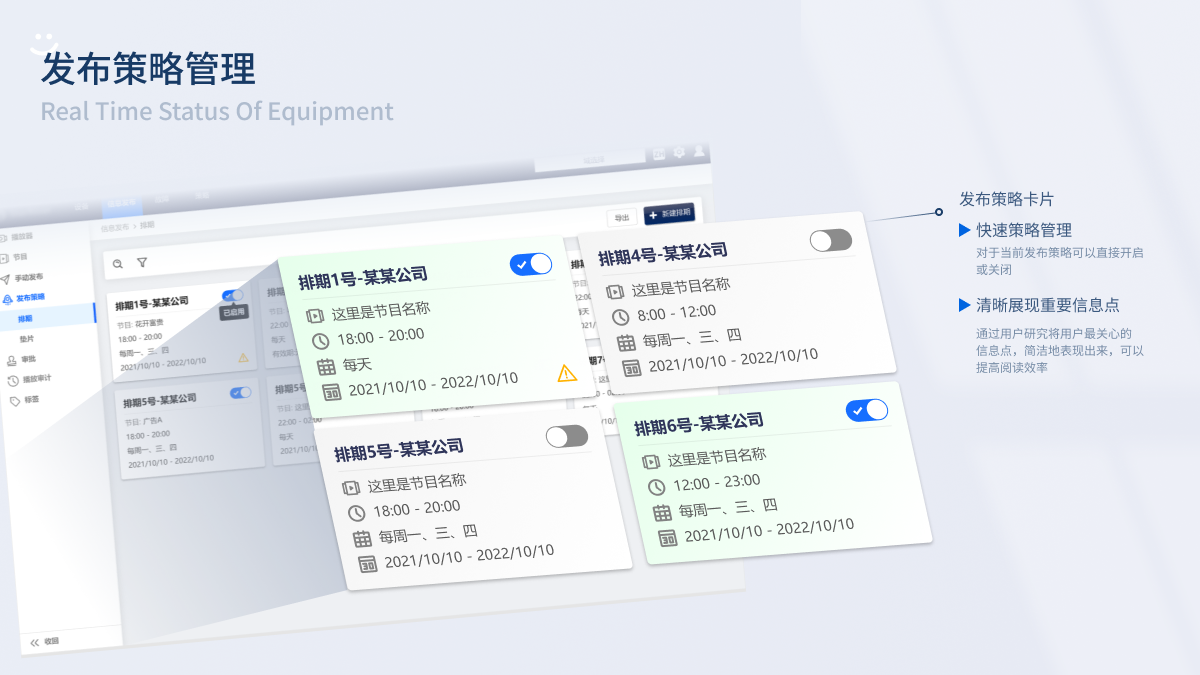 发布策略管理
Real Time Status Of Equipment
播放器
节目
手动发布
发布策略
排期
垫片
审批
播放审计
标签
收回
信息发布 > 排期
导出
新建排期
排期1号-某某公司
已启用
节目: 花开富贵
18:00 - 20:00
每周一、三、四
2021/10/10 - 2022/10/10
排期5号-某某公司
节目: 广告A
18:00 - 20:00
每周一、三、四
2021/10/10 - 2022/10/10
排期1号-某某公司
这里是节目名称
18:00 - 20:00
每天
2021/10/10 - 2022/10/10
排期4号-某某公司
这里是节目名称
8:00 - 12:00
每周一、三、四
2021/10/10 - 2022/10/10
排期5号-某某公司
这里是节目名称
18:00 - 20:00
每周一、三、四
2021/10/10 - 2022/10/10
排期6号-某某公司
这里是节目名称
12:00 - 23:00
每周一、三、四
2021/10/10 - 2022/10/10
发布策略卡片
快速策略管理
对于当前发布策略可以直接开启
或关闭
清晰展现重要信息点
通过用户研究将用户最关心的
信息点，简洁地表现出来，可以
提高阅读效率